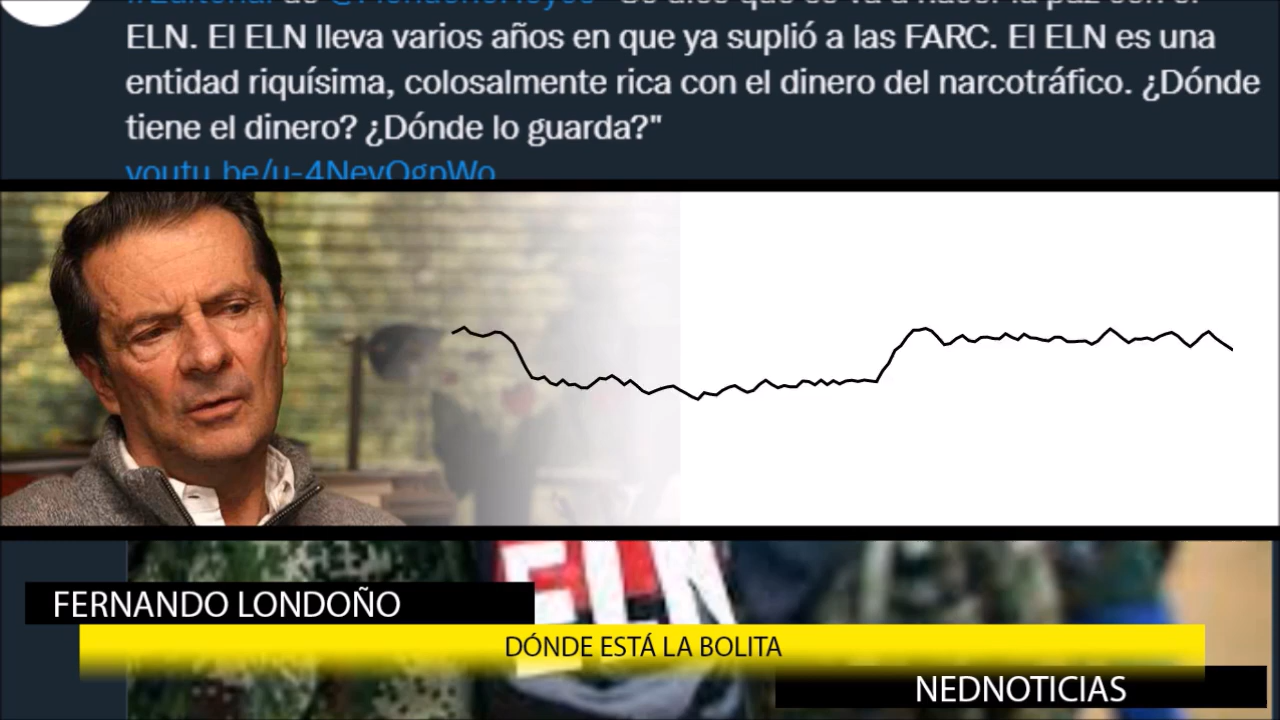 ELN. El ELN lleva varios años en que ya suplió a las FARC. El ELN es una
entidad riquísima, colosalmente rica con el dinero del narcotráfico. ¿Dónde
tiene el dinero? ¿Dónde lo guarda?"
ELN
FERNANDO LONDOÑO
DÓNDE ESTÁ LA BOLITA
NEDNOTICIAS